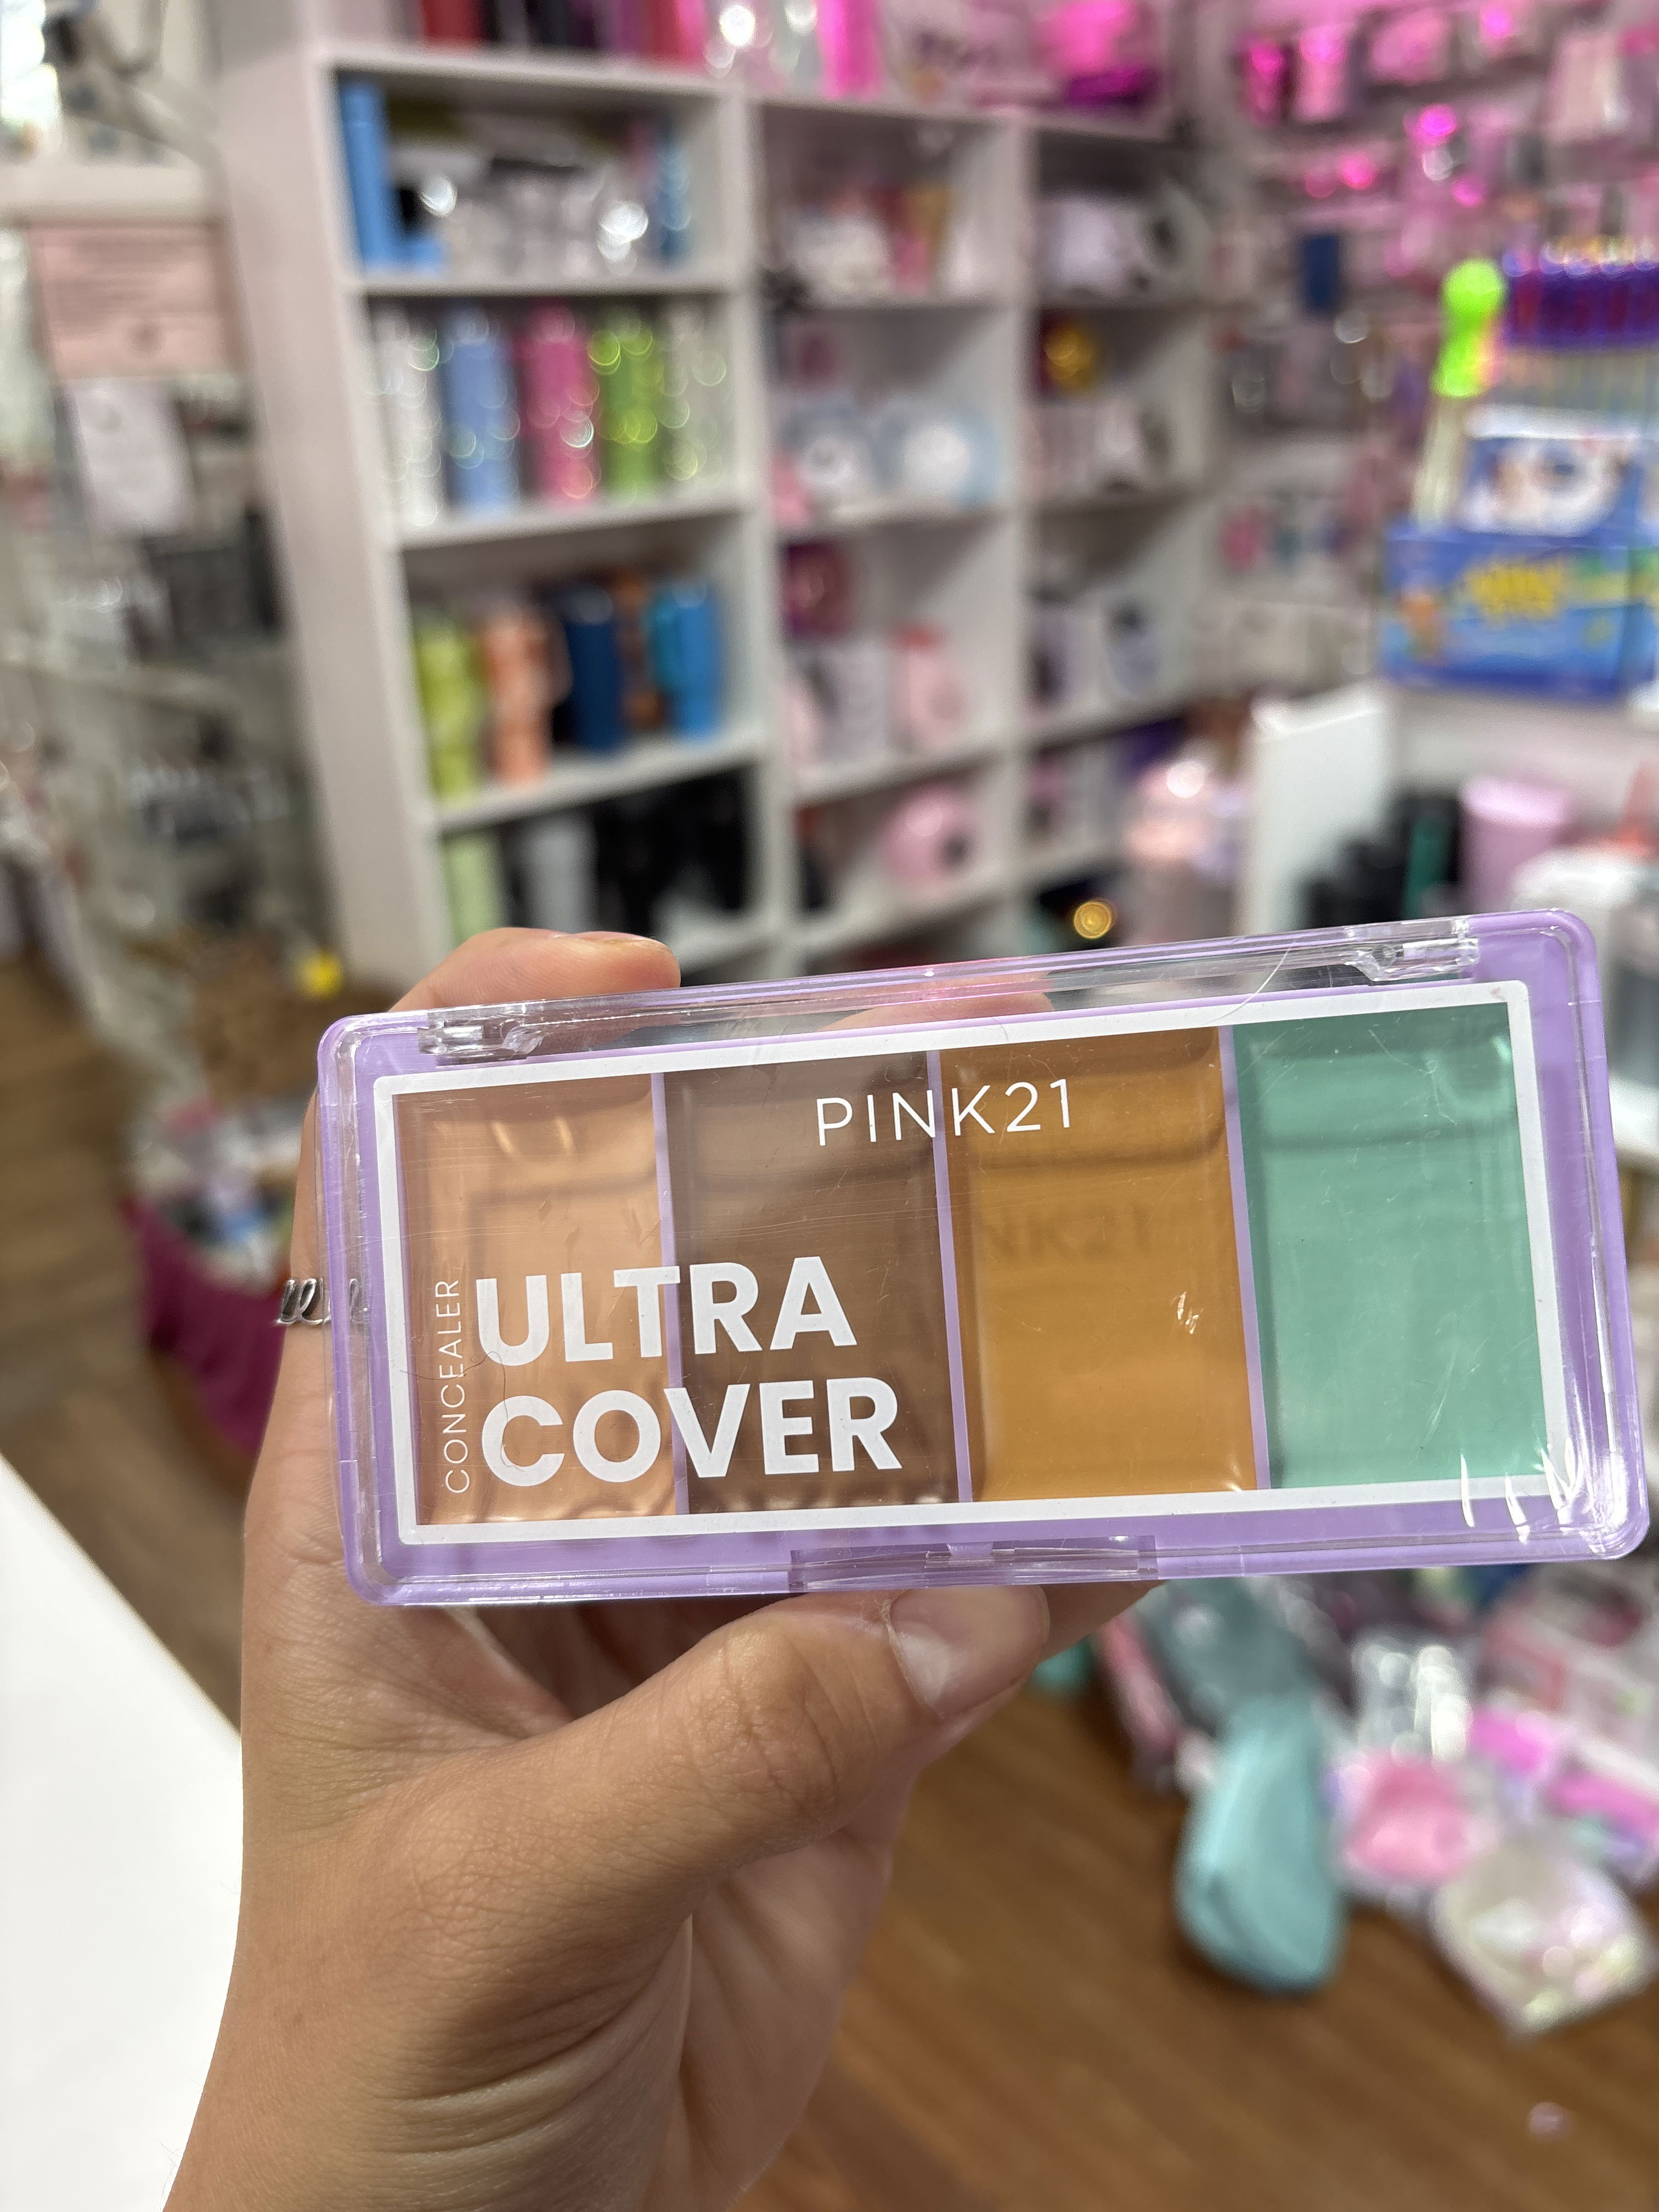 PINK21
CONCEALER
ULTRA
COVER